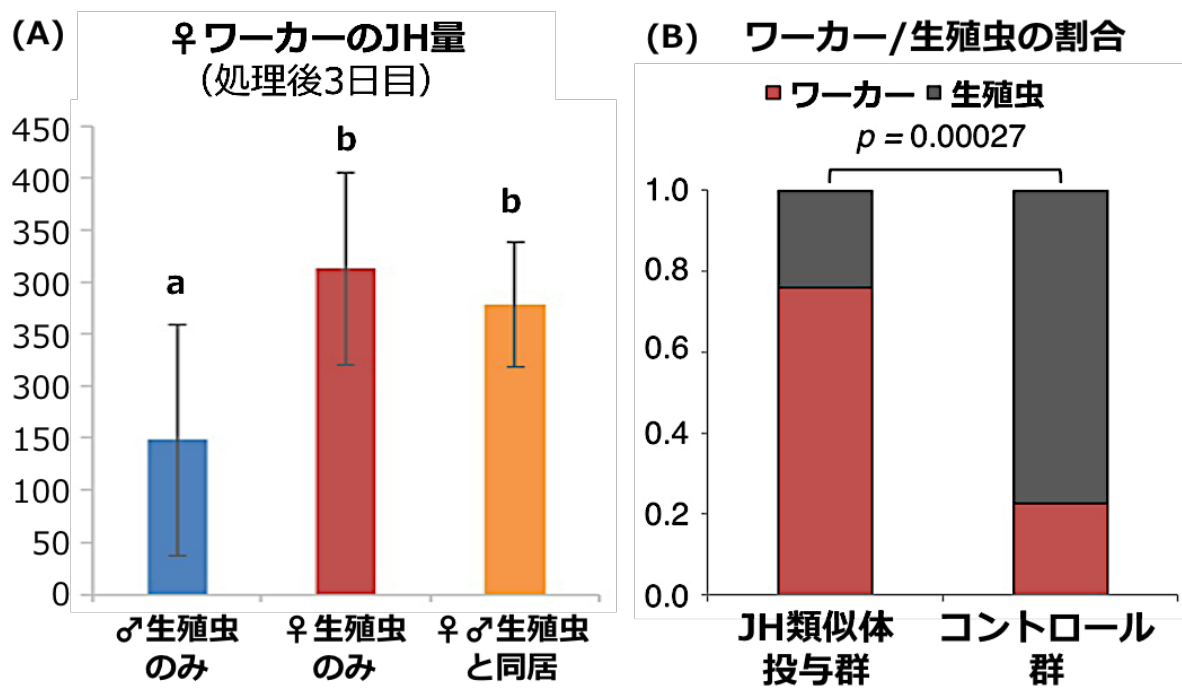 (A)
♀ワーカーのJH量
（処理後3日目）
450
400
350
300
350
300
150
100
50
0
a
b
b
♂生殖虫
のみ
♀生殖虫
のみ
♀♂生殖虫
と同居
(B)
ワーカー/生殖虫の割合
ワーカー 生殖虫
p = 0.00027
1.0
0.8
0.6
0.4
0.2
0.0
JH類似体
投与群
コントロール
群